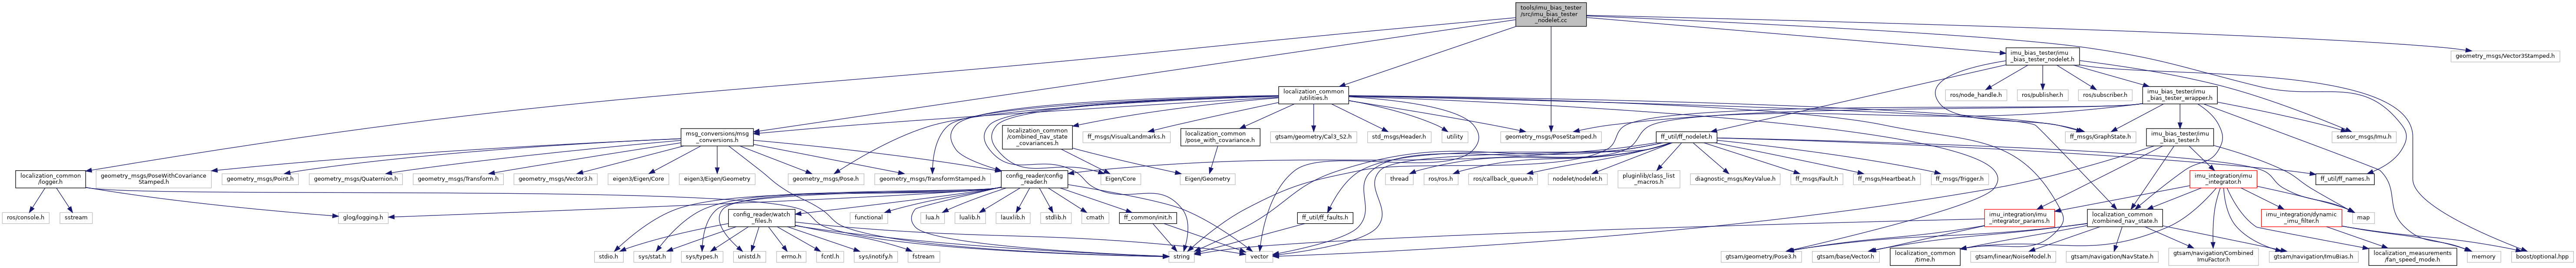 tools/imu_bias_tester
/src/imu_bias_tester
_nodelet.cc
imu_bias_tester/imu
_bias_tester_nodelet.h
geometry_msgs/Vector3Stamped.h
localization_common
/utilities.h
ros/node_handle.h
ros/publisher.h
ros/subscriber.h
imu_bias_tester/imu
_bias_tester_wrapper.h
msg_conversions/msg
_conversions.h
localization_common
/combined_nav_state
_covariances.h
ff_msgs/VisualLandmarks.h
localization_common
/pose_with_covariance.h
gtsam/geometry/Cal3_S2.h
std_msgs/Header.h
utility
geometry_msgs/PoseStamped.h
ff_util/ff_nodelet.h
ff_msgs/GraphState.h
imu_bias_tester/imu
_bias_tester.h
sensor_msgs/Imu.h
localization_common
/logger.h
geometry_msgs/PoseWithCovariance
Stamped.h
geometry_msgs/Point.h
geometry_msgs/Quaternion.h
geometry_msgs/Transform.h
geometry_msgs/Vector3.h
eigen3/Eigen/Core
eigen3/Eigen/Geometry
geometry_msgs/Pose.h
geometry_msgs/TransformStamped.h
config_reader/config
_reader.h
Eigen/Core
Eigen/Geometry
thread
ros/ros.h
ros/callback_queue.h
nodelet/nodelet.h
pluginlib/class_list
_macros.h
diagnostic_msgs/KeyValue.h
ff_msgs/Fault.h
ff_msgs/Heartbeat.h
ff_msgs/Trigger.h
imu_integration/imu
_integrator.h
ff_util/ff_names.h
ros/console.h
sstream
glog/logging.h
config_reader/watch
_files.h
functional
lua.h
lualib.h
lauxlib.h
stdlib.h
cmath
ff_common/init.h
ff_util/ff_faults.h
imu_integration/imu
_integrator_params.h
localization_common
/combined_nav_state.h
imu_integration/dynamic
_imu_filter.h
map
stdio.h
sys/stat.h
sys/types.h
unistd.h
errno.h
fcntl.h
sys/inotify.h
fstream
string
vector
gtsam/geometry/Pose3.h
gtsam/base/Vector.h
localization_common
/time.h
gtsam/linear/NoiseModel.h
gtsam/navigation/NavState.h
gtsam/navigation/Combined
ImuFactor.h
gtsam/navigation/ImuBias.h
localization_measurements
/fan_speed_mode.h
memory
boost/optional.hpp